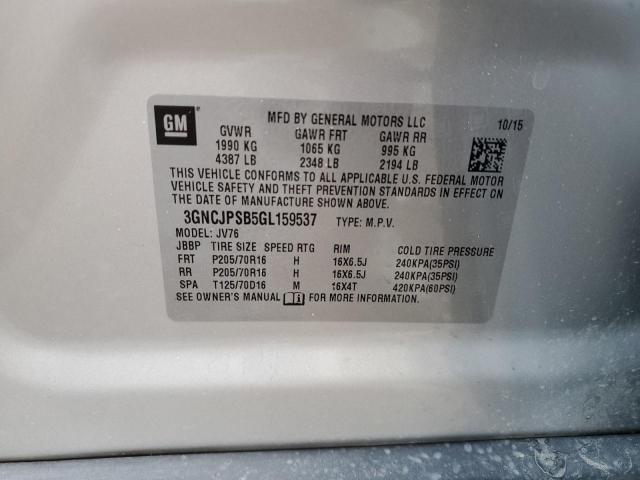 GM
MFD BY GENERAL MOTORS LLC 10/15
GVWR GAWR FRT GAWR RR
1990 KG 1065 KG 995 KG
4387 LB 2348 LB 2194 LB
THIS VEHICLE CONFORMS TO ALL APPLICABLE U.S. FEDERAL MOTOR
VEHICLE SAFETY AND THEFT PREVENTION STANDARDS IN EFFECT ON
THE DATE OF MANUFACTURE SHOWN ABOVE.
3GNCJPSB5GL159537 TYPE: M.P.V.
MODEL: JV76
JBBP TIRE SIZE SPEED RTG RIM COLD TIRE PRESSURE
FRT P205/70R16 H 16X6.5J 240KPA(35PSI)
RR P205/70R16 H 16X6.5J 240KPA(35PSI)
SPA T125/70D16 M 16X4T 420KPA(60PSI)
SEE OWNER'S MANUAL FOR MORE INFORMATION.